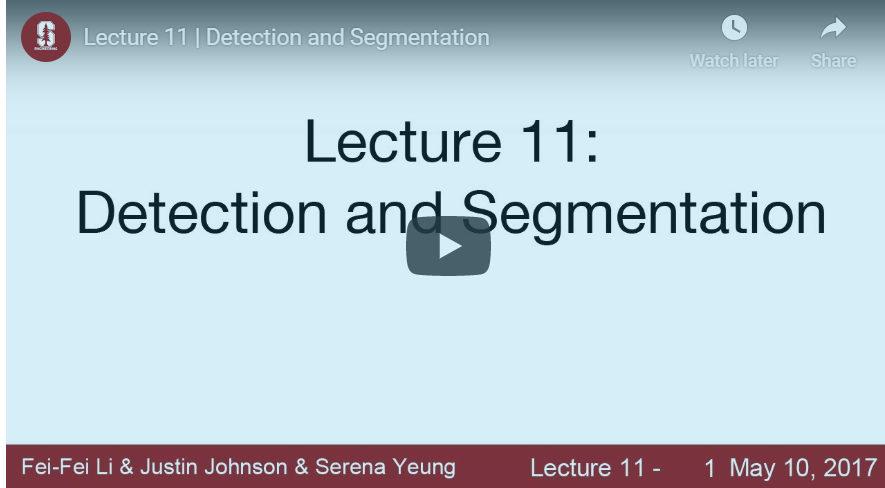 Lecture 11 | Detection and Segmentation
Watch later
Share
Lecture 11:
Detection and Segmentation
Fei-Fei Li & Justin Johnson & Serena Yeung
Lecture 11 - 1 May 10, 2017